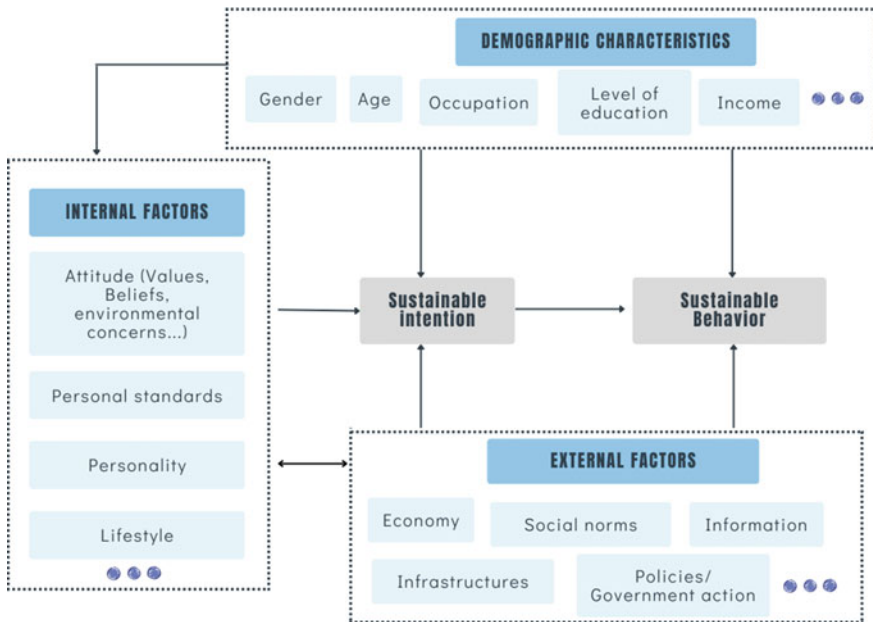 DEMOGRAPHIC CHARACTERISTICS
Gender
Age
Occupation
Level of
education
Income
INTERNAL FACTORS
Attitude (Values,
Beliefs,
environmental
concerns...)
Personal standards
Personality
Lifestyle
Sustainable
intention
Sustainable
Behavior
EXTERNAL FACTORS
Economy
Social norms
Information
Infrastructures
Policies/
Government action